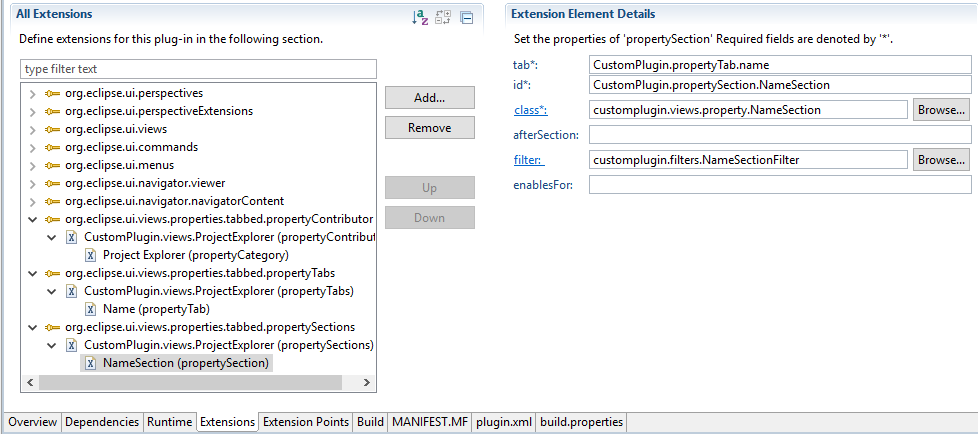 All Extensions
Define extensions for this plug-in in the following section.
type filter text
org.eclipse.ui.perspectives
org.eclipse.ui.perspectiveExtensions
org.eclipse.ui.views
org.eclipse.ui.commands
org.eclipse.ui.menus
org.eclipse.ui.navigator.viewer
org.eclipse.ui.navigator.navigatorContent
org.eclipse.ui.views.properties.tabbed.propertyContributor
CustomPlugin.views.ProjectExplorer (propertyContribut
Project Explorer (propertyCategory)
org.eclipse.ui.views.properties.tabbed.propertyTabs
CustomPlugin.views.ProjectExplorer (propertyTabs)
Name (propertyTab)
org.eclipse.ui.views.properties.tabbed.propertySections
CustomPlugin.views.ProjectExplorer (propertySections)
NameSection (propertySection)
Add...
Remove
Up
Down
Extension Element Details
Set the properties of 'propertySection' Required fields are denoted by '*'.
tab*: CustomPlugin.propertyTab.name
id*: CustomPlugin.propertySection.NameSection
class*: customplugin.views.property.NameSection Browse...
afterSection:
filter: customplugin.filters.NameSectionFilter Browse...
enablesFor:
Overview Dependencies Runtime Extensions Extension Points Build MANIFEST.MF plugin.xml build.properties